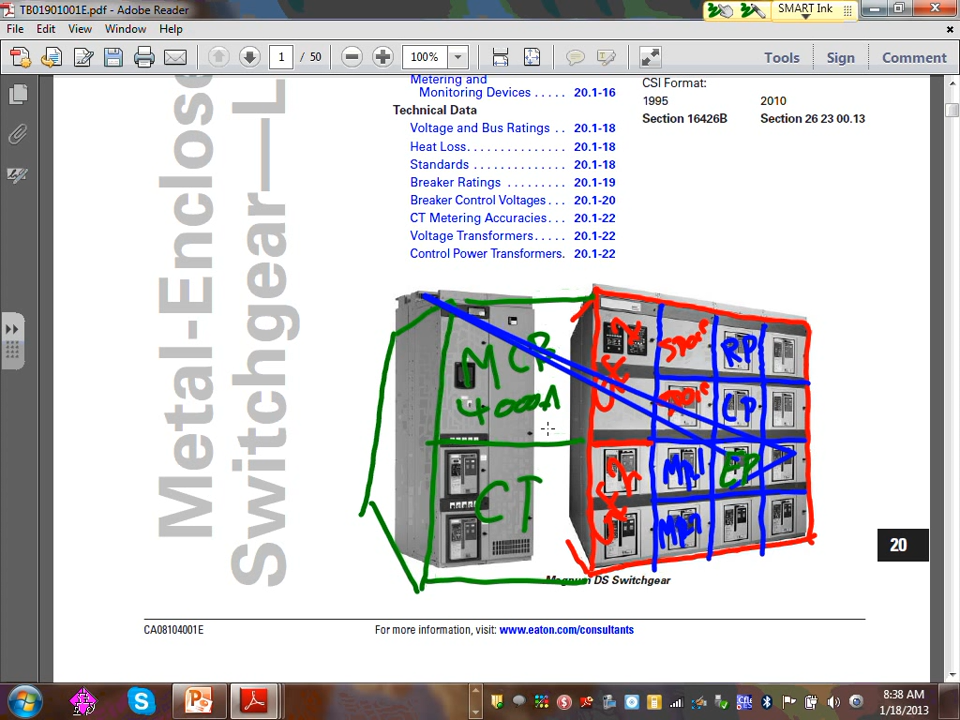 TB01901001E.pdf - Adobe Reader
SMART Ink
File Edit View Window Help
1 / 50
100%
Tools Sign Comment
Metal-Enclose
Switchgear—L
Metering and
Monitoring Devices . . . . . 20.1-16
Technical Data
Voltage and Bus Ratings . . 20.1-18
Heat Loss. . . . . . . . . . . . . . . 20.1-18
Standards . . . . . . . . . . . . . . 20.1-18
Breaker Ratings . . . . . . . . . 20.1-19
Breaker Control Voltages . . . 20.1-20
CT Metering Accuracies. . . 20.1-22
Voltage Transformers. . . . . 20.1-22
Control Power Transformers. 20.1-22
CSI Format:
1995 2010
Section 16426B Section 26 23 00.13
MCR
4000A
CT
RP
LP
EP
Magnum DS Switchgear
20
CA08104001E For more information, visit: www.eaton.com/consultants
8:38 AM
1/18/2013